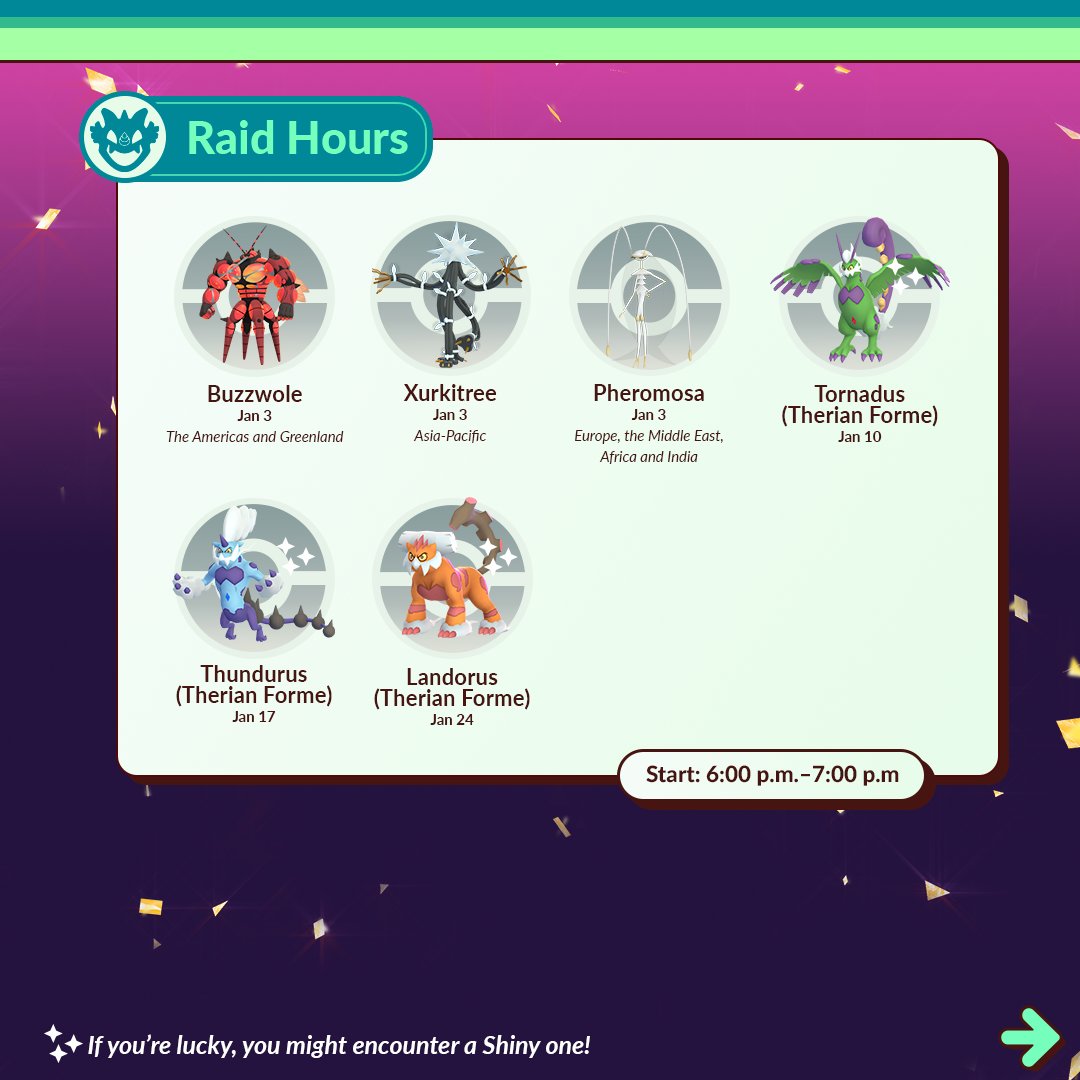 Raid Hours
Buzzwole
Jan 3
The Americas and Greenland
Xurkitree
Jan 3
Asia-Pacific
Pheromosa
Jan 3
Europe, the Middle East,
Africa and India
Tornadus
(Therian Forme)
Jan 10
Thundurus
(Therian Forme)
Jan 17
Landorus
(Therian Forme)
Jan 24
Start: 6:00 p.m.–7:00 p.m
If you’re lucky, you might encounter a Shiny one!